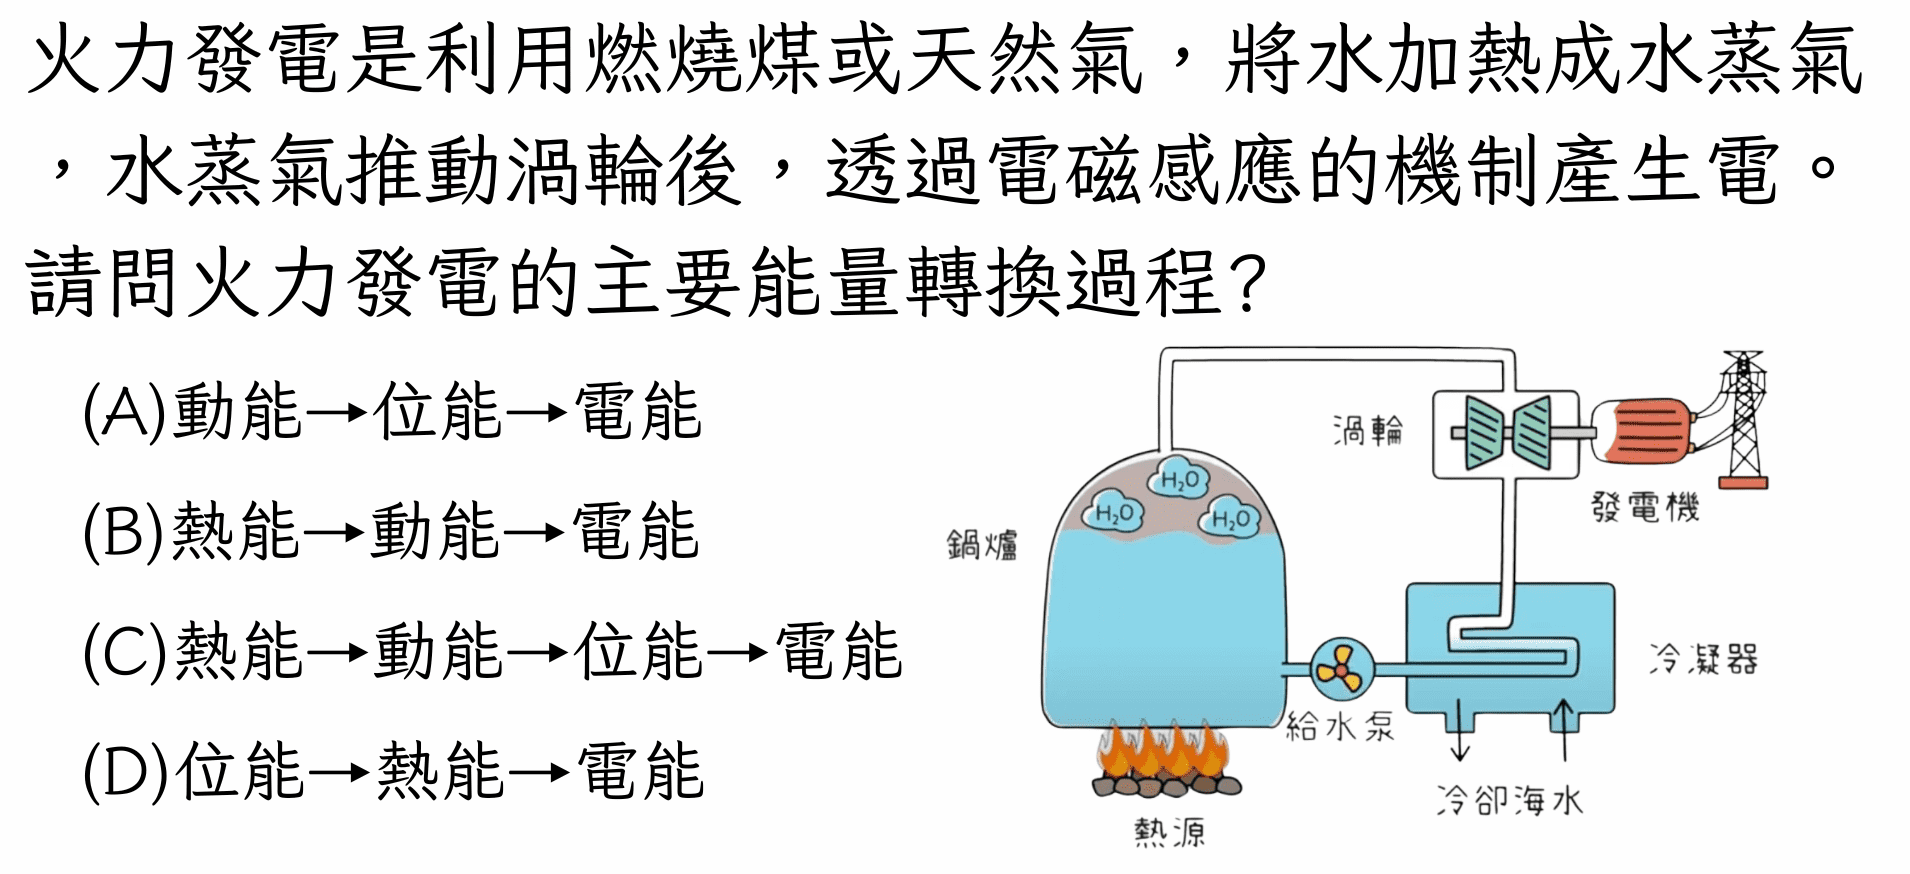 火力發電是利用燃燒煤或天然氣，將水加熱成水蒸氣
，水蒸氣推動渦輪後，透過電磁感應的機制產生電。
請問火力發電的主要能量轉換過程?
(A)動能→位能→電能
(B)熱能→動能→電能
(C)熱能→動能→位能→電能
(D)位能→熱能→電能
渦輪
發電機
H₂O
H₂O
H₂O
鍋爐
冷凝器
給水泵
冷卻海水
熱源